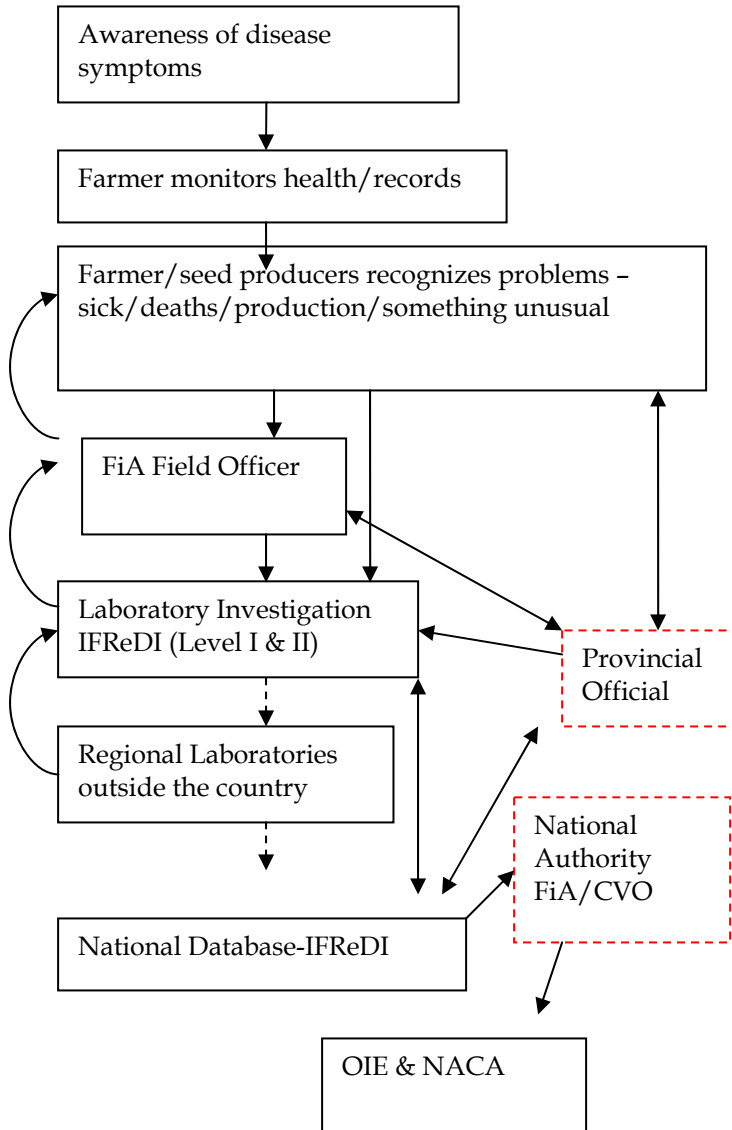 Awareness of disease
symptoms
Farmer monitors health/records
Farmer/seed producers recognizes problems –
sick/deaths/production/something unusual
FiA Field Officer
Laboratory Investigation
IFReDI (Level I & II)
Provincial
Official
Regional Laboratories
outside the country
National
Authority
FiA/CVO
National Database-IFReDI
OIE & NACA